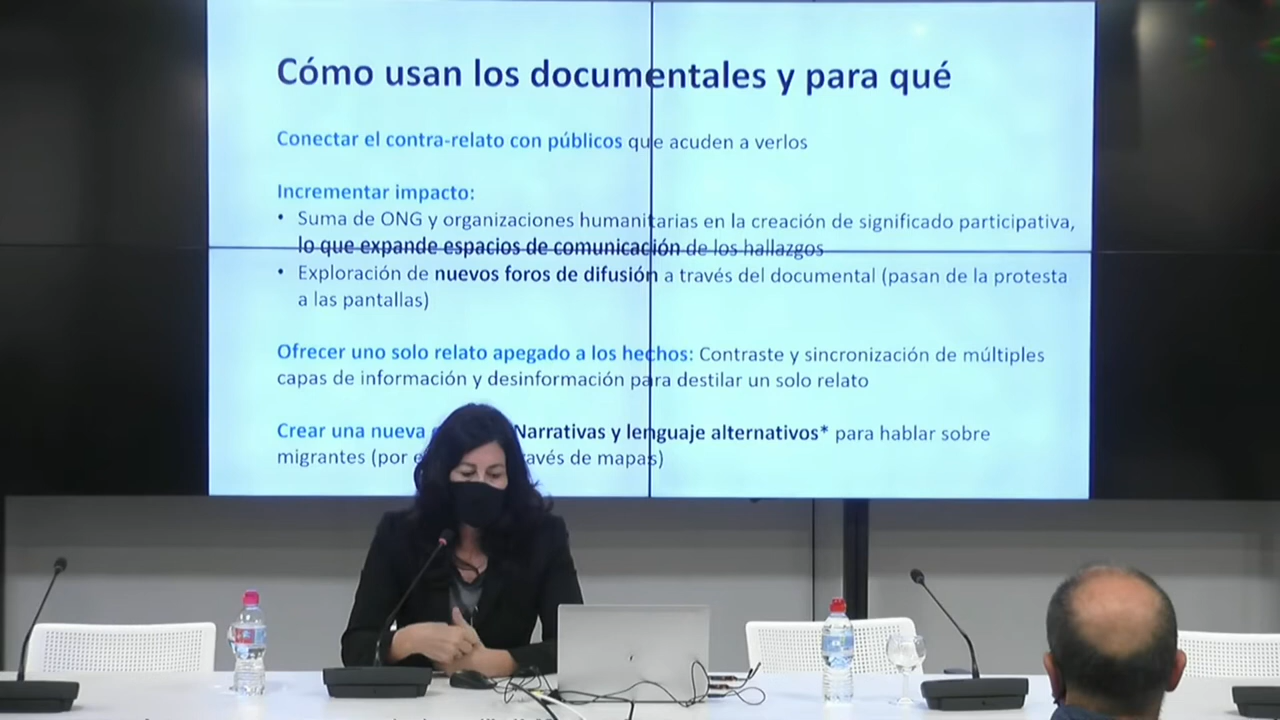 Cómo usan los documentales y para qué
Conectar el contra-relato con públicos que acuden a verlos
Incrementar impacto:
• Suma de ONG y organizaciones humanitarias en la creación de significado participativa,
lo que expande espacios de comunicación de los hallazgos
• Exploración de nuevos foros de difusión a través del documental (pasan de la protesta
a las pantallas)
Ofrecer uno solo relato apegado a los hechos: Contraste y sincronización de múltiples
capas de información y desinformación para destilar un solo relato
Crear una nueva Narrativas y lenguaje alternativos* para hablar sobre
migrantes (por de mapas)